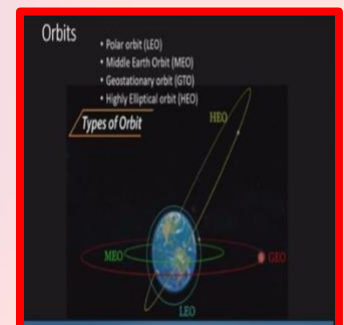 Orbits
• Polar orbit (LEO)
• Middle Earth Orbit (MEO)
• Geostationary orbit (GTO)
• Highly Elliptical orbit (HEO)
Types of Orbit
HEO
MEO
GEO
LEO